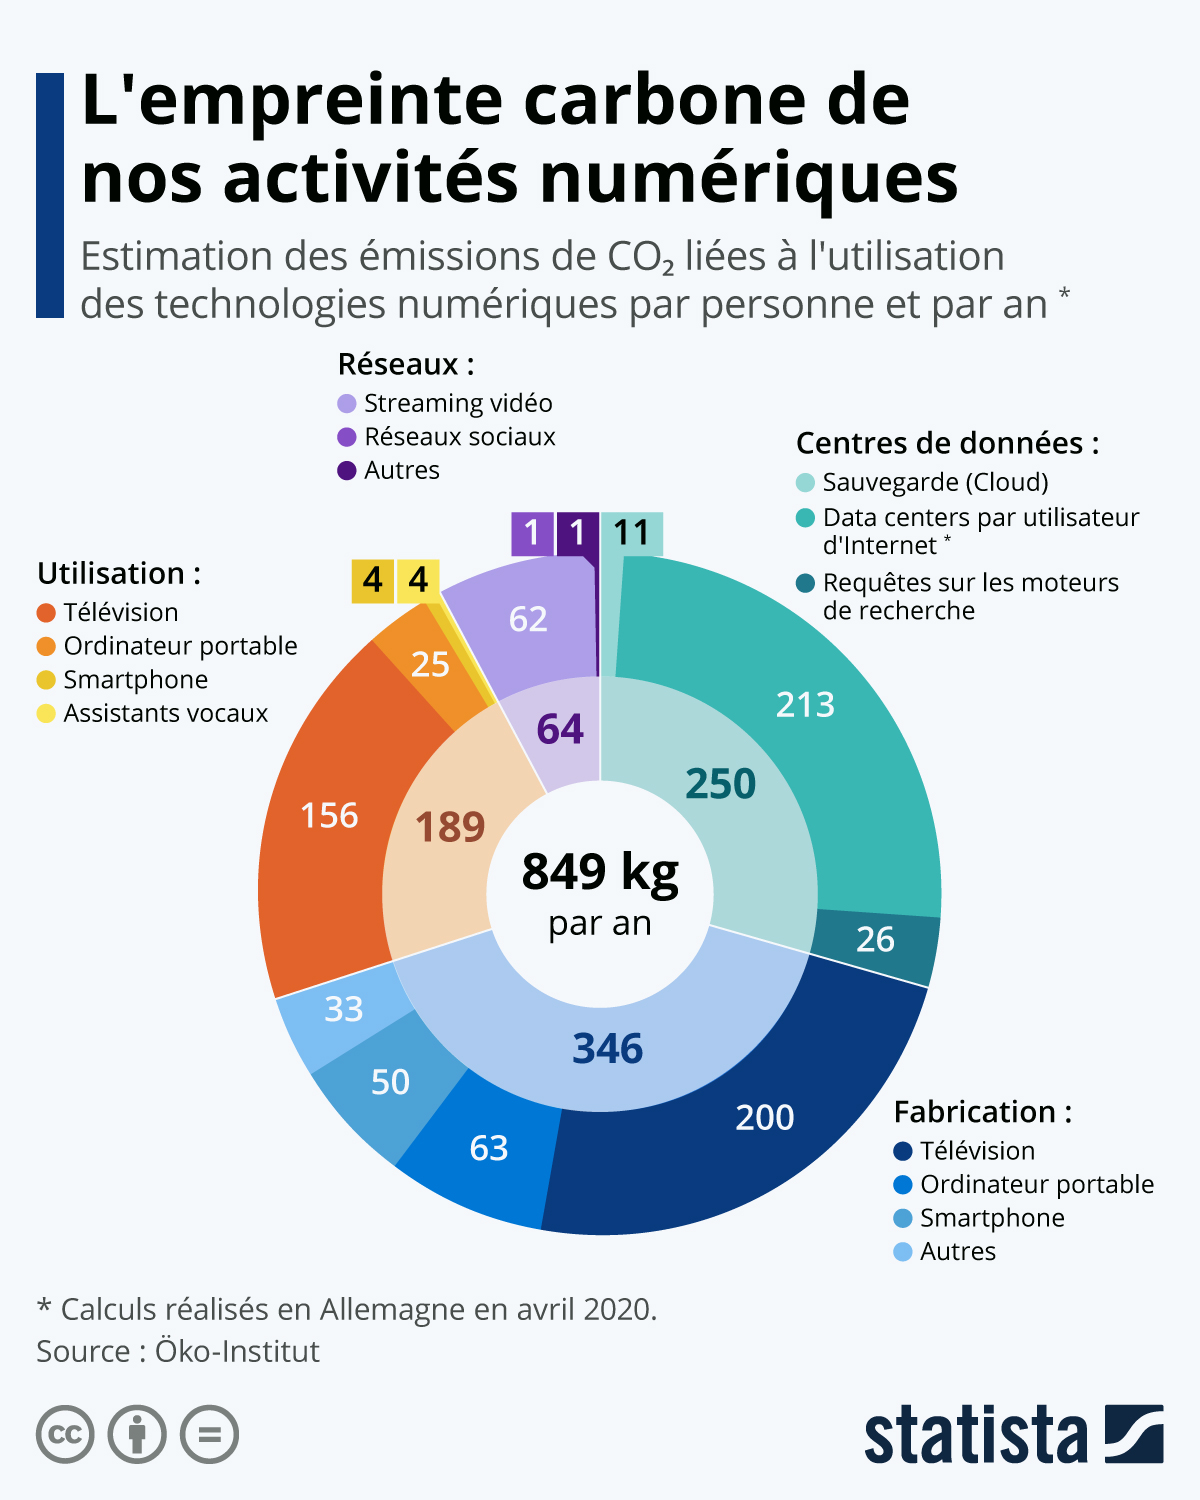 L'empreinte carbone de
nos activités numériques
Estimation des émissions de CO₂ liées à l'utilisation
des technologies numériques par personne et par an *
Réseaux :
Streaming vidéo
Réseaux sociaux
Autres
Centres de données :
Sauvegarde (Cloud)
Data centers par utilisateur
d'Internet *
Requêtes sur les moteurs
de recherche
Utilisation :
Télévision
Ordinateur portable
Smartphone
Assistants vocaux
1
1
11
4
4
62
25
213
64
250
156
189
849 kg
par an
26
33
346
50
200
63
Fabrication :
Télévision
Ordinateur portable
Smartphone
Autres
* Calculs réalisés en Allemagne en avril 2020.
Source : Öko-Institut
cc
=
statista